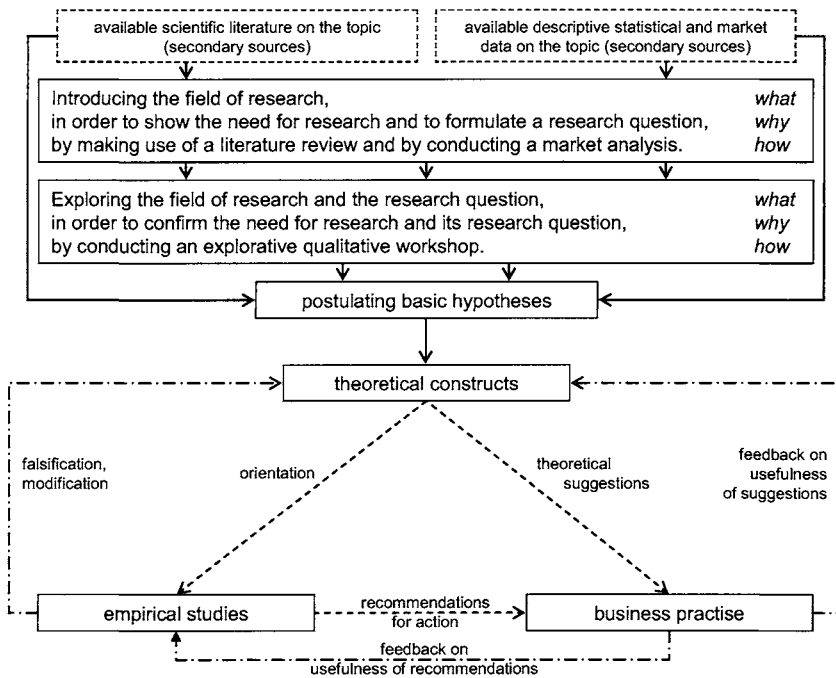 available scientific literature on the topic
(secondary sources)
available descriptive statistical and market
data on the topic (secondary sources)
Introducing the field of research,
what
in order to show the need for research and to formulate a research question,
why
by making use of a literature review and by conducting a market analysis.
how
Exploring the field of research and the research question,
what
in order to confirm the need for research and its research question,
why
by conducting an explorative qualitative workshop.
how
postulating basic hypotheses
theoretical constructs
falsification,
modification
orientation
theoretical
suggestions
feedback on
usefulness
of suggestions
empirical studies
recommendations
for action
business practise
feedback on
usefulness of recommendations